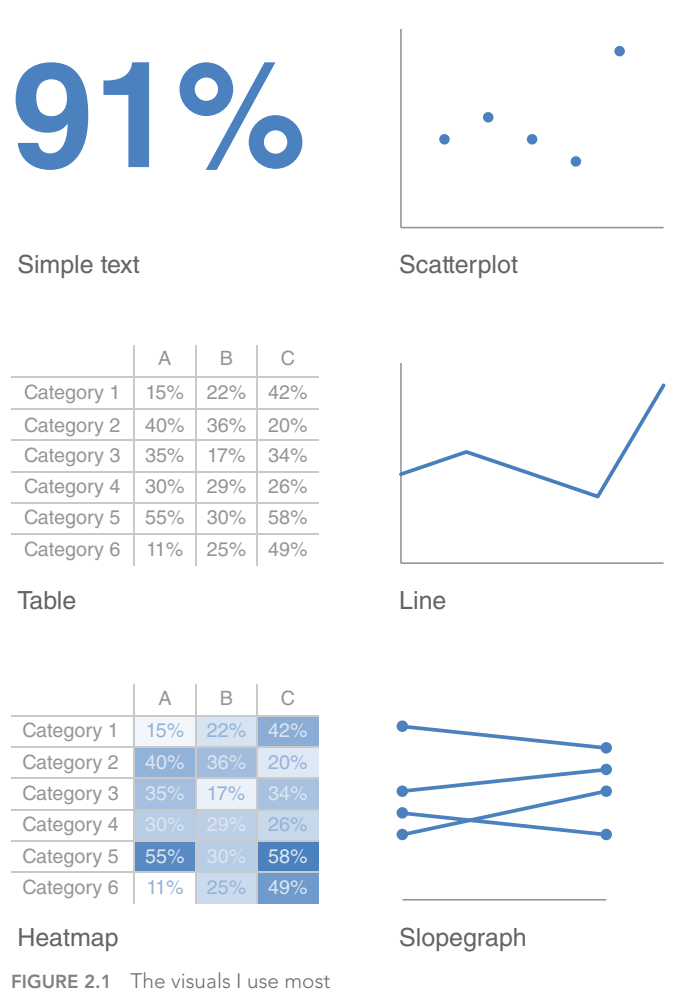 91%
Simple text
Scatterplot
A B C
Category 1 15% 22% 42%
Category 2 40% 36% 20%
Category 3 35% 17% 34%
Category 4 30% 29% 26%
Category 5 55% 30% 58%
Category 6 11% 25% 49%
Table
Line
A B C
Category 1 15% 22% 42%
Category 2 40% 36% 20%
Category 3 35% 17% 34%
Category 4 30% 29% 26%
Category 5 55% 30% 58%
Category 6 11% 25% 49%
Heatmap
Slopegraph
FIGURE 2.1 The visuals I use most